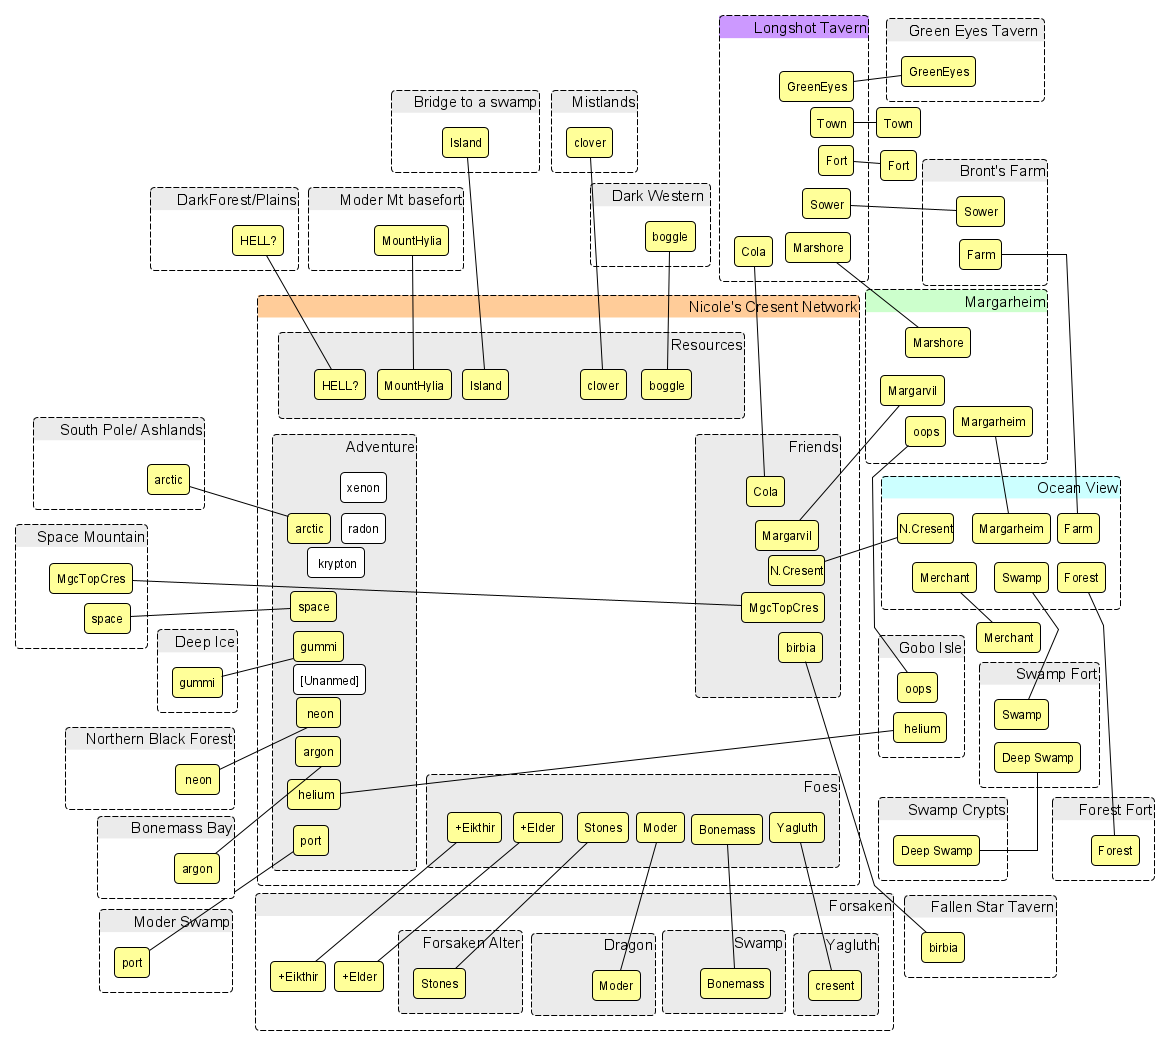 Longshot Tavern
GreenEyes
Town
Fort
Sower
Cola
Marshore
Green Eyes Tavern
GreenEyes
Town
Fort
Bront's Farm
Sower
Farm
Bridge to a swamp
Island
Mistlands
clover
DarkForest/Plains
HELL?
Moder Mt basefort
MountHylia
Dark Western
boggle
Nicole's Cresent Network
Resources
HELL?
MountHylia
Island
clover
boggle
Margarheim
Marshore
Margarvil
oops
Margarheim
South Pole/ Ashlands
arctic
Space Mountain
MgcTopCres
space
Deep Ice
gummi
Northern Black Forest
neon
Bonemass Bay
argon
Moder Swamp
port
Adventure
xenon
arctic
radon
krypton
space
gummi
[Unanmed]
neon
argon
helium
port
Friends
Cola
Margarvil
N.Cresent
MgcTopCres
birbia
Ocean View
N.Cresent
Margarheim
Farm
Merchant
Swamp
Forest
Merchant
Gobo Isle
oops
helium
Swamp Fort
Swamp
Deep Swamp
Swamp Crypts
Deep Swamp
Forest Fort
Forest
Foes
+Eikthir
+Elder
Stones
Moder
Bonemass
Yagluth
Forsaken
+Eikthir
+Elder
Forsaken Alter
Stones
Dragon
Moder
Swamp
Bonemass
Yagluth
cresent
Fallen Star Tavern
birbia